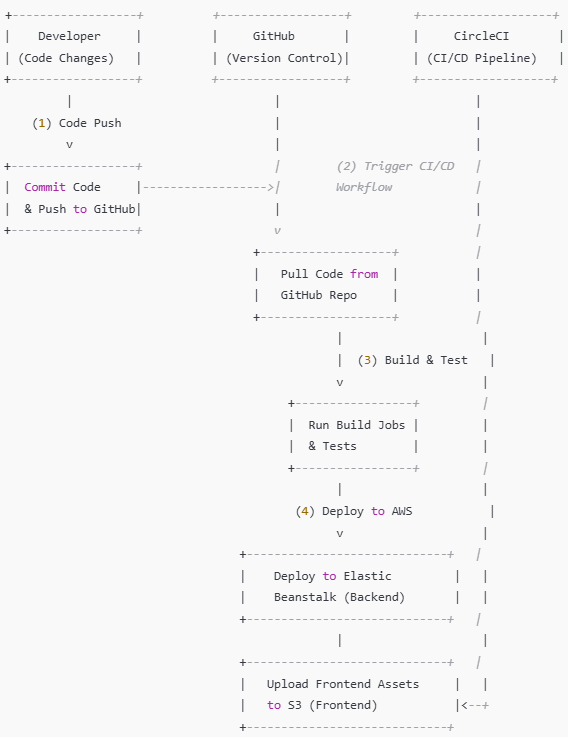 Developer GitHub CircleCI
(Code Changes) (Version Control) (CI/CD Pipeline)
(1) Code Push
v
(2) Trigger CI/CD
Commit Code Workflow
& Push to GitHub
v
Pull Code from
GitHub Repo
(3) Build & Test
v
Run Build Jobs
& Tests
(4) Deploy to AWS
v
Deploy to Elastic
Beanstalk (Backend)
Upload Frontend Assets
to S3 (Frontend)